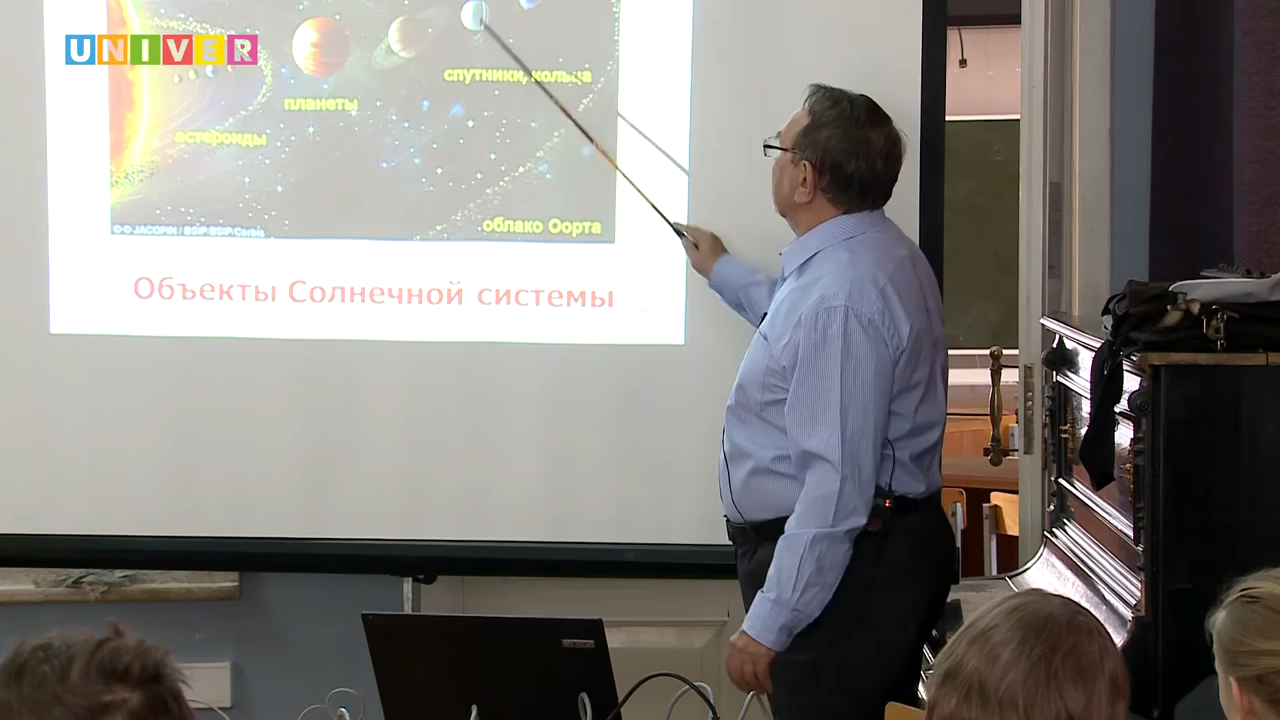 UNIVER
спутники, кольца
планеты
астероиды
облако Оорта
© © JACOPIN / BSIP/BSIP/Corbis
Объекты Солнечной системы